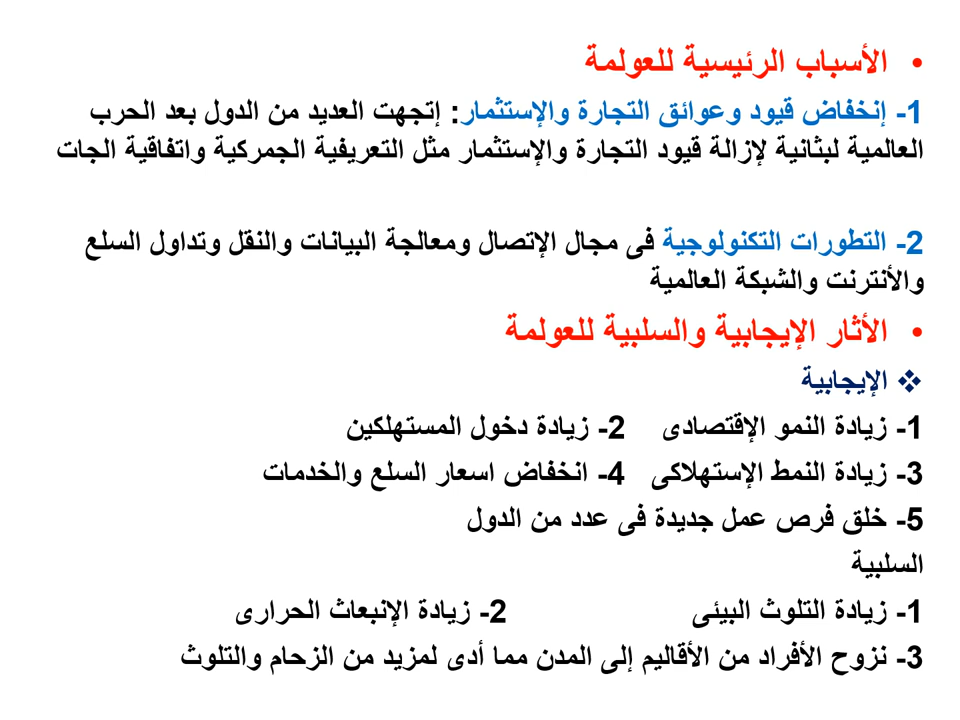 • الأسباب الرئيسية للعولمة
1- إنخفاض قيود وعوائق التجارة والإستثمار: إتجهت العديد من الدول بعد الحرب
العالمية لبثانية لإزالة قيود التجارة والإستثمار مثل التعريفية الجمركية واتفاقية الجات
2- التطورات التكنولوجية فى مجال الإتصال ومعالجة البيانات والنقل وتداول السلع
والأنترنت والشبكة العالمية
• الأثار الإيجابية والسلبية للعولمة
❖ الإيجابية
1- زيادة النمو الإقتصادى 2- زيادة دخول المستهلكين
3- زيادة النمط الإستهلاكى 4- انخفاض اسعار السلع والخدمات
5- خلق فرص عمل جديدة فى عدد من الدول
السلبية
1- زيادة التلوث البيئى 2- زيادة الإنبعاث الحرارى
3- نزوح الأفراد من الأقاليم إلى المدن مما أدى لمزيد من الزحام والتلوث